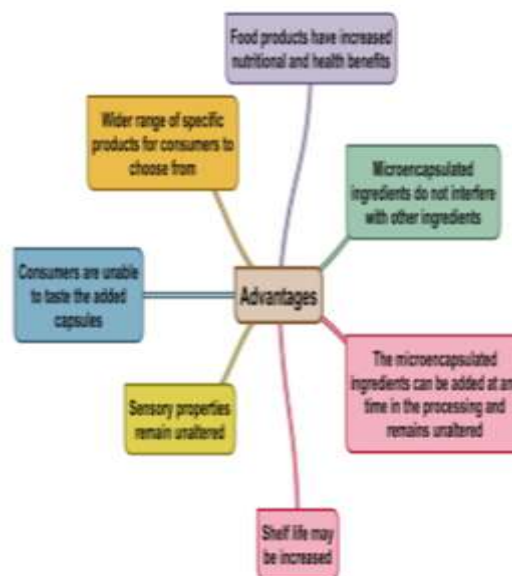 Food products have increased
nutritional and health benefits
Wider range of specific
products for consumers to
choose from
Microencapsulated
ingredients do not interfere
with other ingredients
Consumers are unable
to taste the added
capsules
Advantages
The microencapsulated
ingredients can be added at an
time in the processing and
remains unaltered
Sensory properties
remain unaltered
Shelf life may
be increased